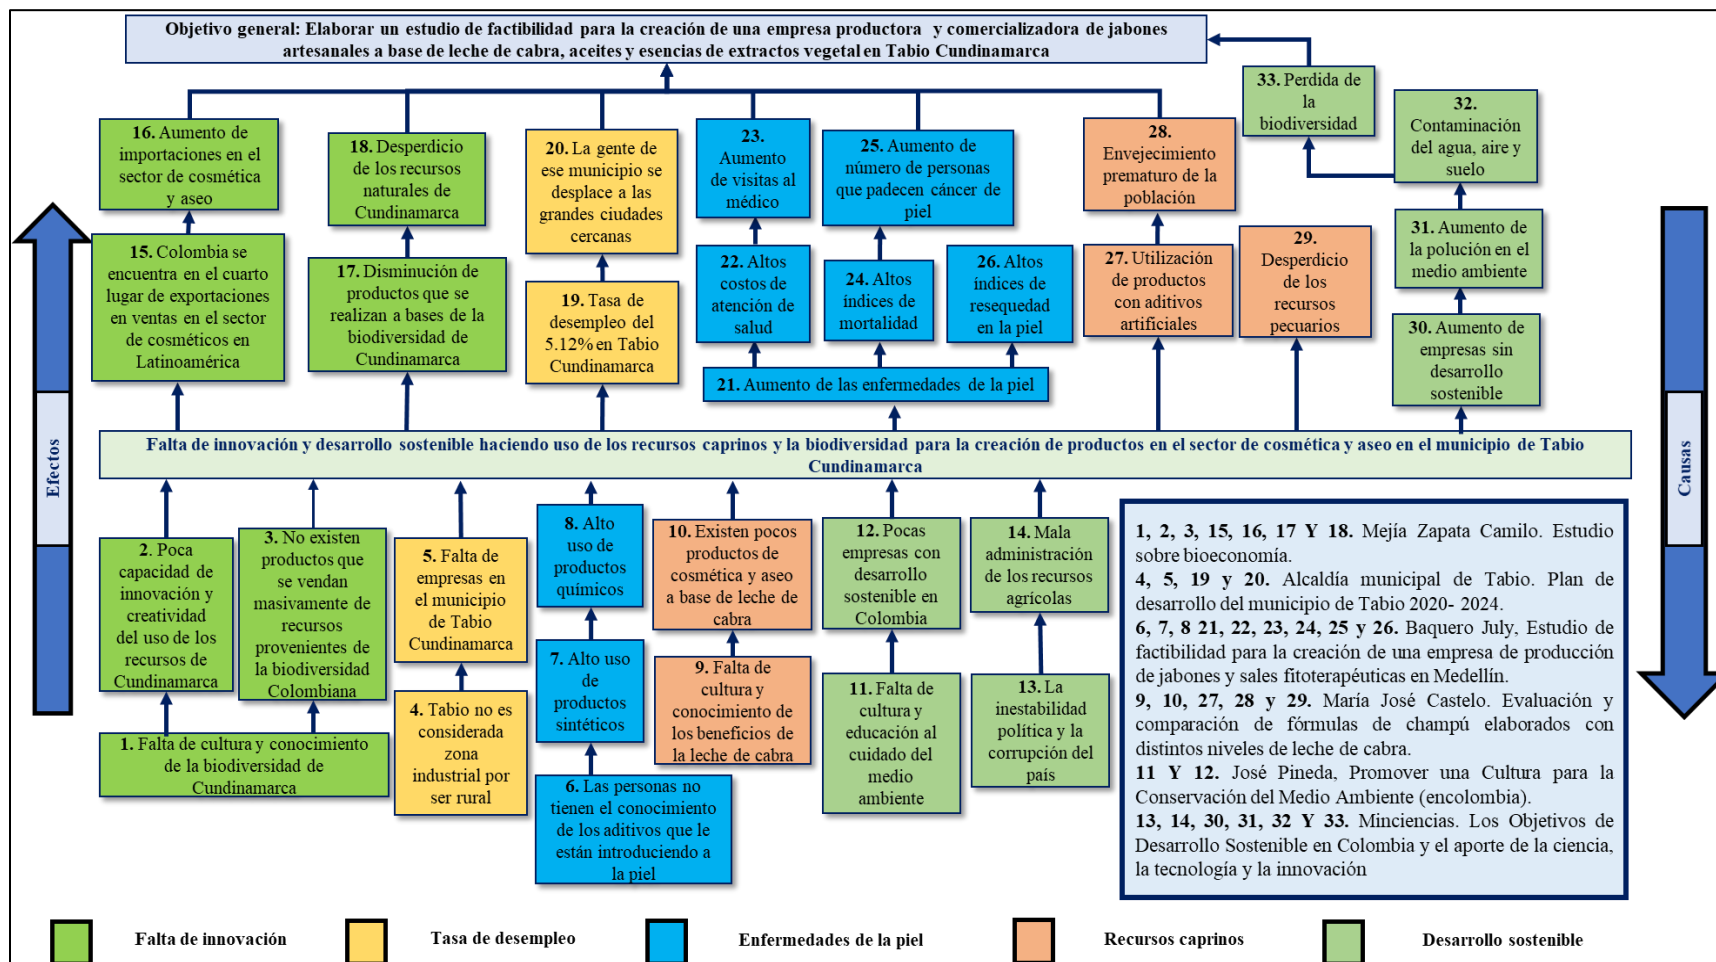 Objetivo general: Elaborar un estudio de factibilidad para la creación de una empresa productora y comercializadora de jabones
artesanales a base de leche de cabra, aceites y esencias de extractos vegetal en Tabio Cundinamarca
16. Aumento de
importaciones en el
sector de cosmética
y aseo
18. Desperdicio
de los recursos
naturales de
Cundinamarca
20. La gente de
ese municipio se
desplace a las
grandes ciudades
cercanas
23.
Aumento
de visitas al
médico
25. Aumento de
número de personas
que padecen cáncer de
piel
28.
Envejecimiento
prematuro de la
población
33. Perdida de
la
biodiversidad
32.
Contaminación
del agua, aire y
suelo
15. Colombia se
encuentra en el cuarto
lugar de exportaciones
en ventas en el sector
de cosméticos en
Latinoamérica
17. Disminución de
productos que se
realizan a bases de la
biodiversidad de
Cundinamarca
19. Tasa de
desempleo del
5.12% en Tabio
Cundinamarca
22. Altos
costos de
atención de
salud
24. Altos
índices de
mortalidad
26. Altos
índices de
resequedad
en la piel
27. Utilización
de productos
con aditivos
artificiales
29.
Desperdicio
de los
recursos
pecuarios
31. Aumento de
la polución en el
medio ambiente
30. Aumento de
empresas sin
desarrollo
sostenible
21. Aumento de las enfermedades de la piel
Efectos
Causas
Falta de innovación y desarrollo sostenible haciendo uso de los recursos caprinos y la biodiversidad para la creación de productos en el sector de cosmética y aseo en el municipio de Tabio
Cundinamarca
2. Poca
capacidad de
innovación y
creatividad
del uso de los
recursos de
Cundinamarca
3. No existen
productos que
se vendan
masivamente de
recursos
provenientes de
la biodiversidad
Colombiana
5. Falta de
empresas en
el municipio
de Tabio
Cundinamarca
8. Alto
uso de
productos
químicos
10. Existen pocos
productos de
cosmética y aseo
a base de leche de
cabra
12. Pocas
empresas con
desarrollo
sostenible en
Colombia
14. Mala
administración
de los recursos
agrícolas
1. Falta de cultura y conocimiento
de la biodiversidad de
Cundinamarca
4. Tabio no es
considerada
zona
industrial por
ser rural
7. Alto uso
de
productos
sintéticos
6. Las personas no
tienen el conocimiento
de los aditivos que le
están introduciendo a
la piel
9. Falta de
cultura y
conocimiento de
los beneficios de
la leche de cabra
11. Falta de
cultura y
educación al
cuidado del
medio
ambiente
13. La
inestabilidad
política y la
corrupción del
país
1, 2, 3, 15, 16, 17 Y 18. Mejía Zapata Camilo. Estudio
sobre bioeconomía.
4, 5, 19 y 20. Alcaldía municipal de Tabio. Plan de
desarrollo del municipio de Tabio 2020- 2024.
6, 7, 8 21, 22, 23, 24, 25 y 26. Baquero July, Estudio de
factibilidad para la creación de una empresa de producción
de jabones y sales fitoterapéuticas en Medellín.
9, 10, 27, 28 y 29. María José Castelo. Evaluación y
comparación de fórmulas de champú elaborados con
distintos niveles de leche de cabra.
11 Y 12. José Pineda, Promover una Cultura para la
Conservación del Medio Ambiente (encolombia).
13, 14, 30, 31, 32 Y 33. Minciencias. Los Objetivos de
Desarrollo Sostenible en Colombia y el aporte de la ciencia,
la tecnología y la innovación
Falta de innovación
Tasa de desempleo
Enfermedades de la piel
Recursos caprinos
Desarrollo sostenible